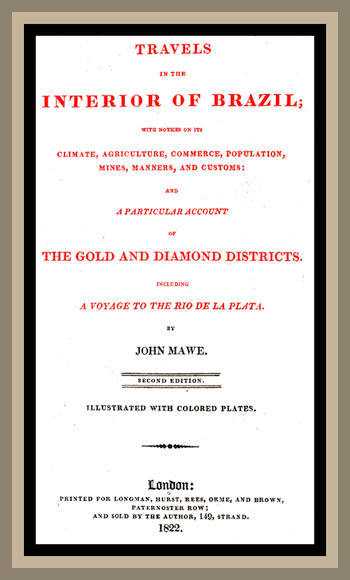 TRAVELS
IN THE
INTERIOR OF BRAZIL;
WITH NOTICES ON ITS
CLIMATE, AGRICULTURE, COMMERCE, POPULATION,
MINES, MANNERS, AND CUSTOMS:
AND
A PARTICULAR ACCOUNT
OF
THE GOLD AND DIAMOND DISTRICTS.
INCLUDING
A VOYAGE TO THE RIO DE LA PLATA.
BY
JOHN MAWE.
SECOND EDITION.
ILLUSTRATED WITH COLORED PLATES.
London:
PRINTED FOR LONGMAN, HURST, REES, ORME, AND BROWN,
PATERNOSTER ROW;
AND SOLD BY THE AUTHOR, 149, STRAND.
1822.